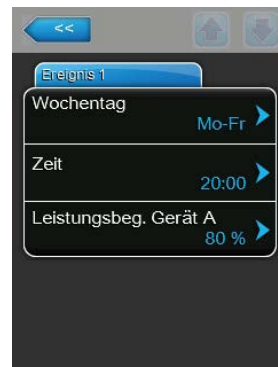 <<
Ereignis 1
Wochentag
Mo-Fr
Zeit
20:00
Leistungsbeg. Gerät A
80 %